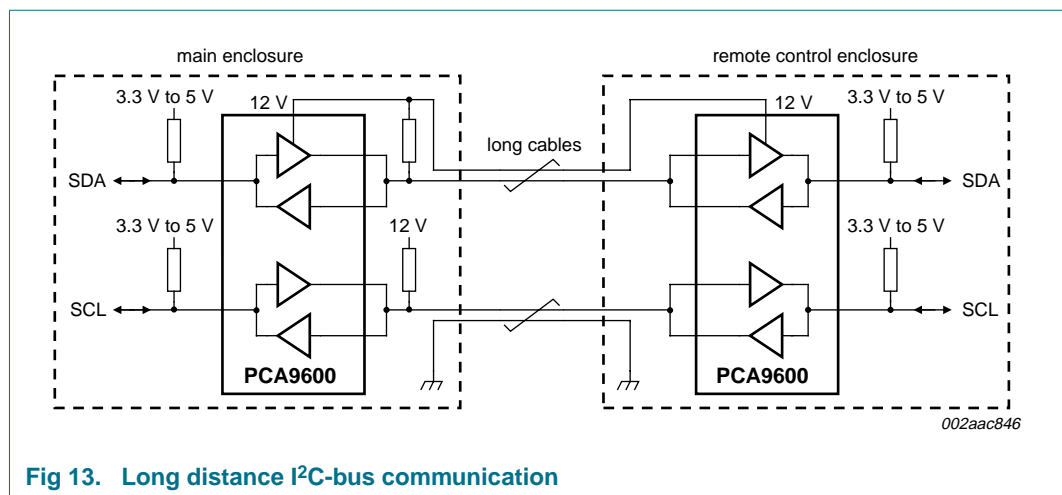 main enclosure
remote control enclosure
3.3 V to 5 V
12 V
12 V
3.3 V to 5 V
long cables
SDA
SDA
3.3 V to 5 V
12 V
3.3 V to 5 V
SCL
SCL
PCA9600
PCA9600
002aac846
Fig 13. Long distance I²C-bus communication